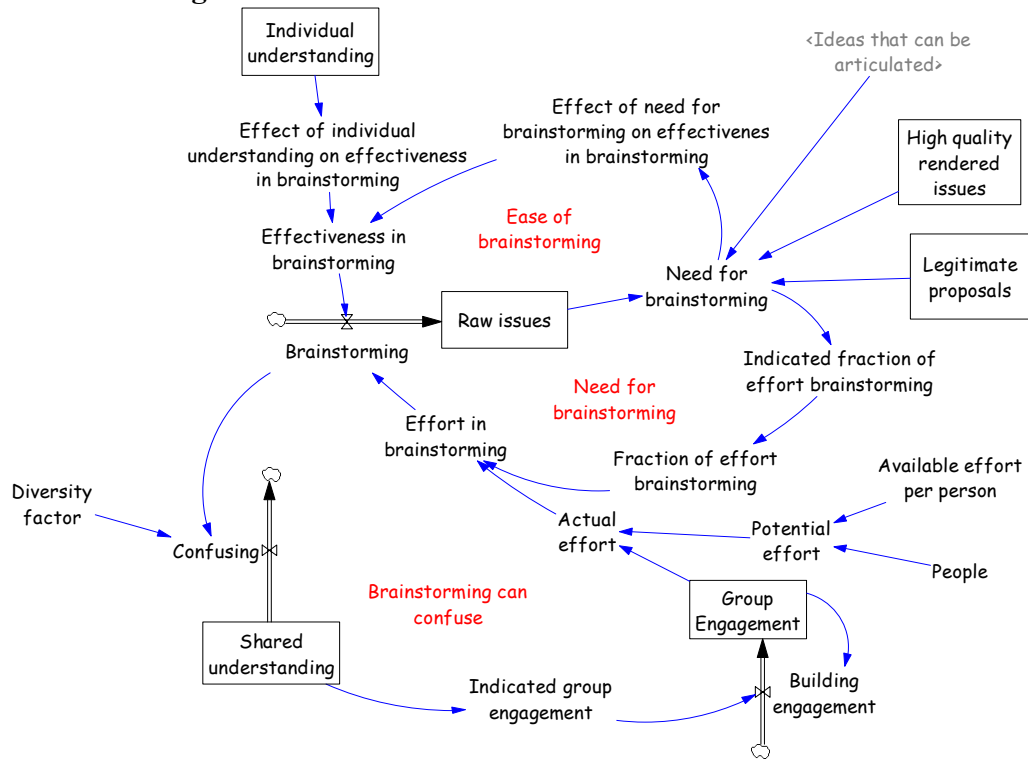 Individual
understanding
<Ideas that can be
articulated>
Effect of need for
brainstorming on effectivenes
in brainstorming
Effect of individual
understanding on effectiveness
in brainstorming
High quality
rendered
issues
Ease of
brainstorming
Effectiveness in
brainstorming
Need for
brainstorming
Legitimate
proposals
Raw issues
Brainstorming
Indicated fraction of
effort brainstorming
Need for
brainstorming
Effort in
brainstorming
Fraction of effort
brainstorming
Available effort
per person
Diversity
factor
Actual
effort
Potential
effort
Confusing
People
Brainstorming can
confuse
Group
Engagement
Shared
understanding
Indicated group
engagement
Building
engagement